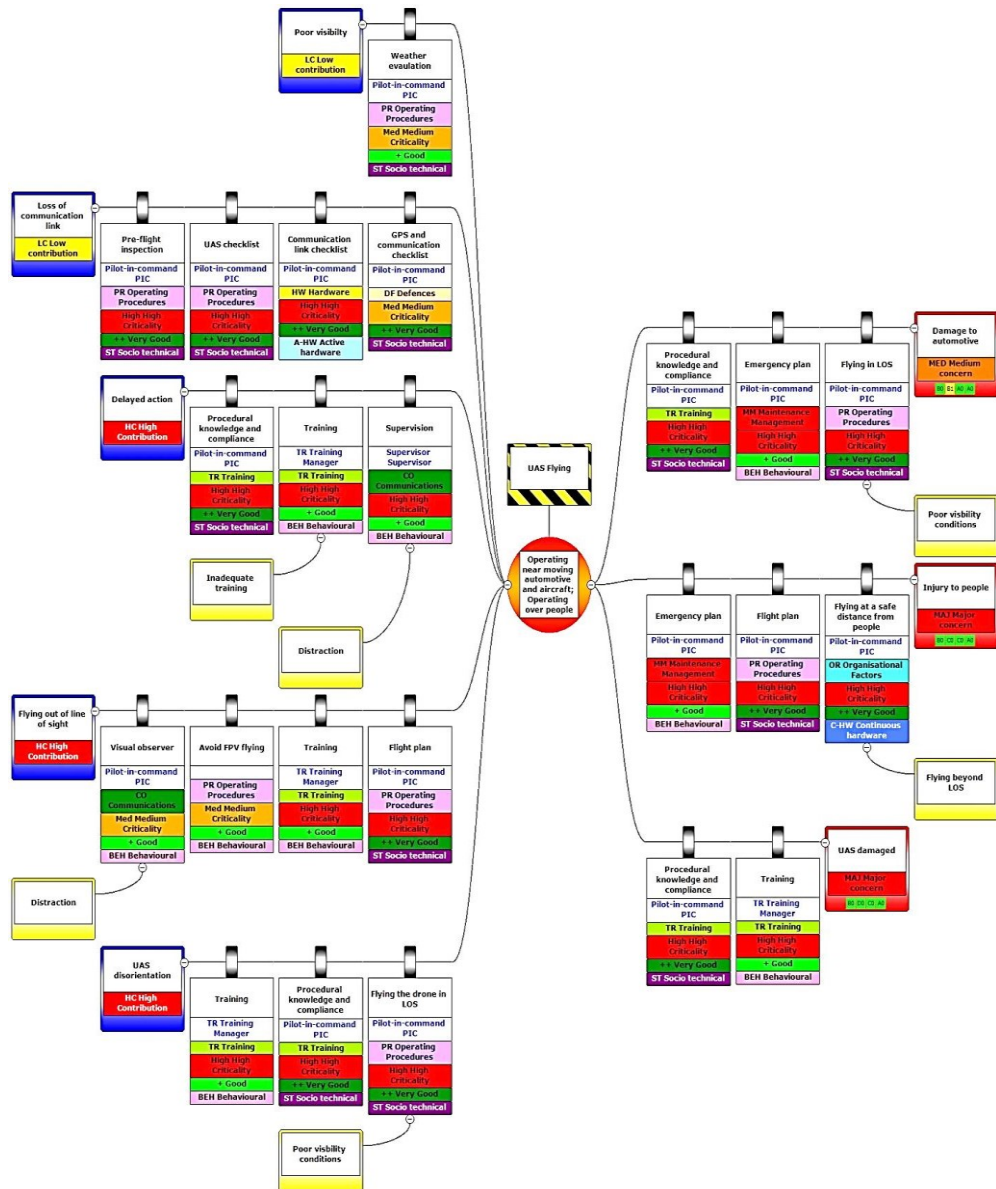 Poor visibilty
LC Low
contribution
Weather
evaulation
Pilot-in-command
PIC
PR Operating
Procedures
Med Medium
Criticality
+ Good
ST Socio technical
Loss of
communication
link
LC Low
contribution
Pre-flight
inspection
Pilot-in-command
PIC
PR Operating
Procedures
High High
Criticality
++ Very Good
ST Socio technical
UAS checklist
Pilot-in-command
PIC
PR Operating
Procedures
High High
Criticality
++ Very Good
ST Socio technical
Communication
link checklist
Pilot-in-command
PIC
HW Hardware
High High
Criticality
++ Very Good
A-HW Active
hardware
GPS and
communication
checklist
Pilot-in-command
PIC
DF Defences
Med Medium
Criticality
++ Very Good
ST Socio technical
Delayed action
HC High
Contribution
Procedural
knowledge and
compliance
Pilot-in-command
PIC
TR Training
High High
Criticality
++ Very Good
ST Socio technical
Training
TR Training
Manager
TR Training
High High
Criticality
+ Good
BEH Behavioural
Supervision
Supervisor
Supervisor
CO
Communications
High High
Criticality
+ Good
BEH Behavioural
Inadequate
training
Distraction
Flying out of line
of sight
HC High
Contribution
Visual observer
Pilot-in-command
PIC
CO
Communications
Med Medium
Criticality
+ Good
BEH Behavioural
Avoid FPV flying
PR Operating
Procedures
Med Medium
Criticality
+ Good
BEH Behavioural
Training
TR Training
Manager
TR Training
High High
Criticality
+ Good
BEH Behavioural
Flight plan
Pilot-in-command
PIC
PR Operating
Procedures
High High
Criticality
++ Very Good
ST Socio technical
Distraction
UAS
disorientation
HC High
Contribution
Training
TR Training
Manager
TR Training
High High
Criticality
+ Good
BEH Behavioural
Procedural
knowledge and
compliance
Pilot-in-command
PIC
TR Training
High High
Criticality
++ Very Good
ST Socio technical
Flying the drone in
LOS
Pilot-in-command
PIC
PR Operating
Procedures
High High
Criticality
++ Very Good
ST Socio technical
Poor visbility
conditions
UAS Flying
Operating
near moving
automotive
and aircraft;
Operating
over people
Procedural
knowledge and
compliance
Pilot-in-command
PIC
TR Training
High High
Criticality
++ Very Good
ST Socio technical
Emergency plan
Pilot-in-command
PIC
MM Maintenance
Management
High High
Criticality
+ Good
BEH Behavioural
Flying in LOS
Pilot-in-command
PIC
PR Operating
Procedures
High High
Criticality
++ Very Good
ST Socio technical
Damage to
automotive
MED Medium
concern
Poor visbility
conditions
Emergency plan
Pilot-in-command
PIC
MM Maintenance
Management
High High
Criticality
+ Good
BEH Behavioural
Flight plan
Pilot-in-command
PIC
PR Operating
Procedures
High High
Criticality
++ Very Good
ST Socio technical
Flying at a safe
distance from
people
Pilot-in-command
PIC
OR Organisational
Factors
High High
Criticality
++ Very Good
C-HW Continuous
hardware
Injury to people
MAJ Major
concern
Flying beyond
LOS
Procedural
knowledge and
compliance
Pilot-in-command
PIC
TR Training
High High
Criticality
++ Very Good
ST Socio technical
Training
TR Training
Manager
TR Training
High High
Criticality
+ Good
BEH Behavioural
UAS damaged
MAJ Major
concern